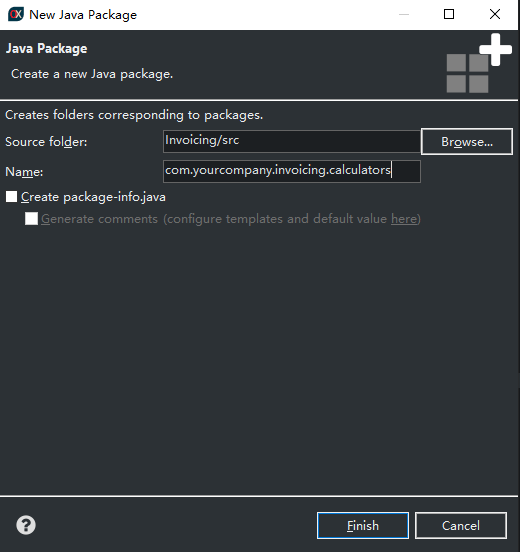 New Java Package
Java Package
Create a new Java package.
Creates folders corresponding to packages.
Source folder: Invoicing/src Browse...
Name: com.yourcompany.invoicing.calculators
Create package-info.java
Generate comments (configure templates and default value here)
? Finish Cancel